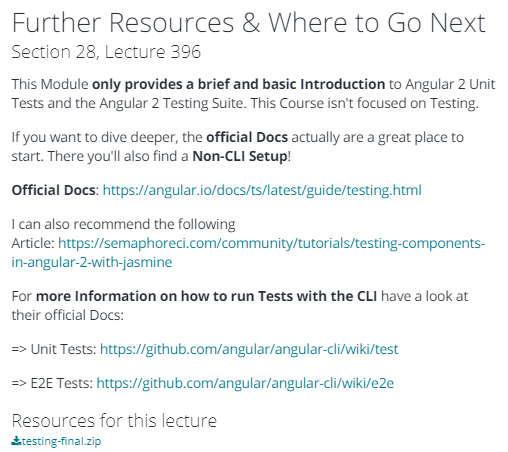 Further Resources & Where to Go Next
Section 28, Lecture 396
This Module only provides a brief and basic Introduction to Angular 2 Unit
Tests and the Angular 2 Testing Suite. This Course isn't focused on Testing.
If you want to dive deeper, the official Docs actually are a great place to
start. There you'll also find a Non-CLI Setup!
Official Docs: https://angular.io/docs/ts/latest/guide/testing.html
I can also recommend the following
Article: https://semaphoreci.com/community/tutorials/testing-components-
in-angular-2-with-jasmine
For more Information on how to run Tests with the CLI have a look at
their official Docs:
=> Unit Tests: https://github.com/angular/angular-cli/wiki/test
=> E2E Tests: https://github.com/angular/angular-cli/wiki/e2e
Resources for this lecture
testing-final.zip